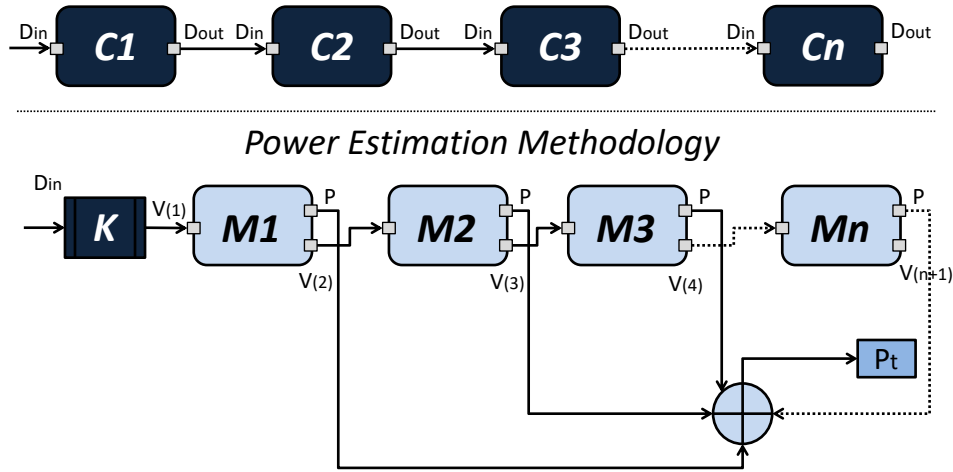 Din C1 Dout Din C2 Dout Din C3 Dout Din Cn Dout
Power Estimation Methodology
Din K V(1) M1 P V(2) M2 P V(3) M3 P V(4) Mn P V(n+1)
Pt